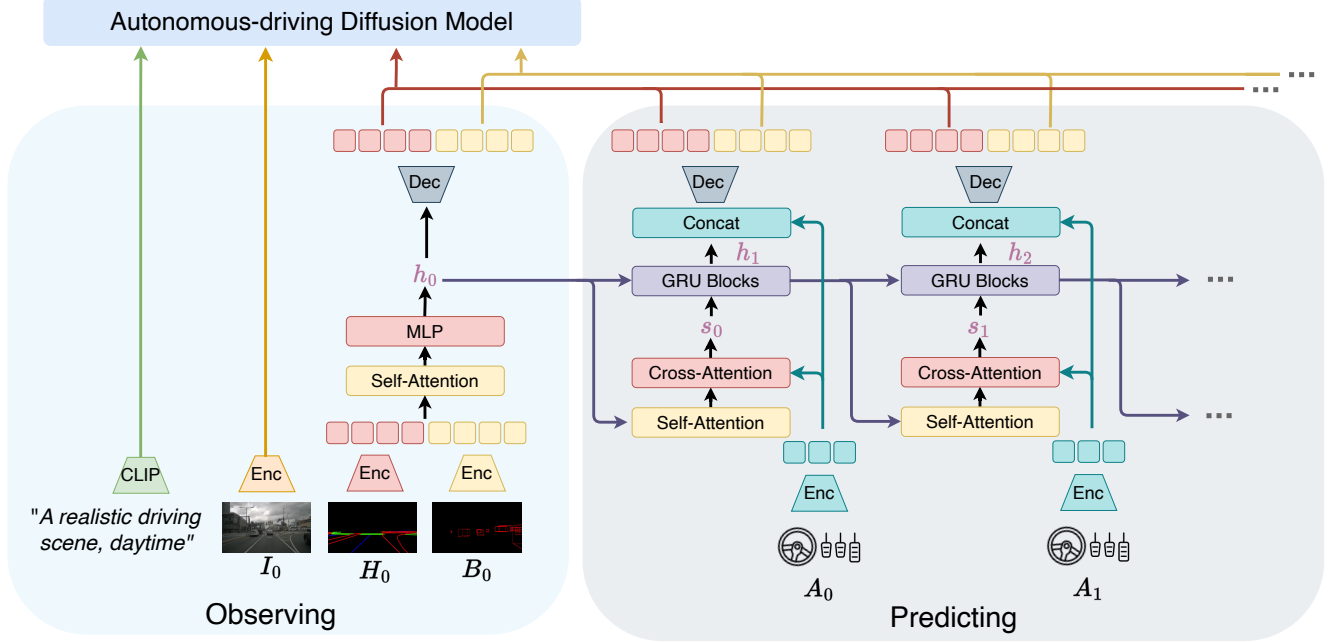 Autonomous-driving Diffusion Model
Dec
h₀
MLP
Self-Attention
CLIP
Enc
Enc
Enc
"A realistic driving
scene, daytime"
I₀
H₀
B₀
Observing
Dec
Concat
h₁
GRU Blocks
s₀
Cross-Attention
Self-Attention
Enc
A₀
Dec
Concat
h₂
GRU Blocks
s₁
Cross-Attention
Self-Attention
Enc
A₁
Predicting
...
...
...
...